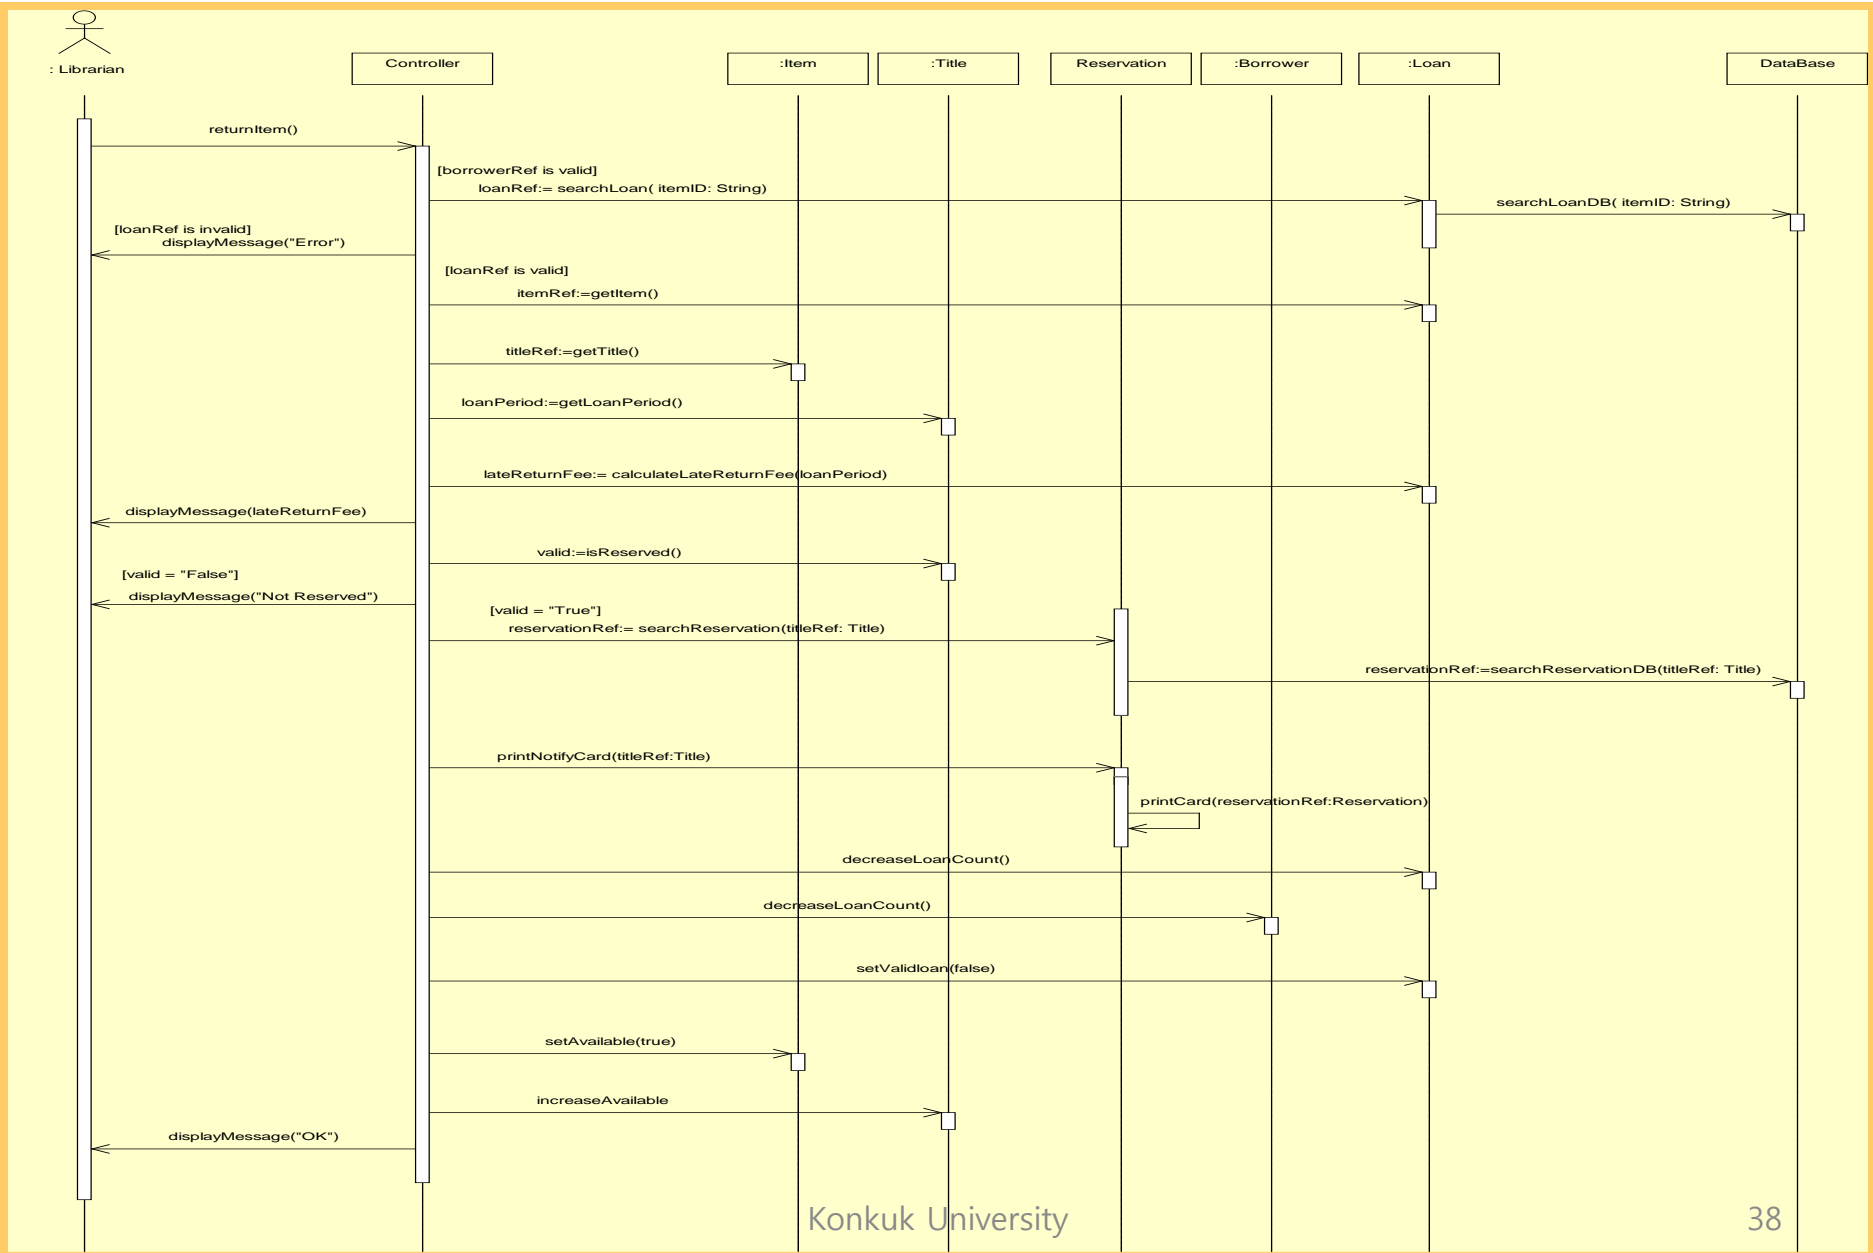 : Librarian
Controller
:Item
:Title
Reservation
:Borrower
:Loan
DataBase
returnItem()
[borrowerRef is valid]
loanRef:= searchLoan( itemID: String)
searchLoanDB( itemID: String)
[loanRef is invalid]
displayMessage("Error")
[loanRef is valid]
itemRef:=getItem()
titleRef:=getTitle()
loanPeriod:=getLoanPeriod()
lateReturnFee:= calculateLateReturnFee(loanPeriod)
displayMessage(lateReturnFee)
valid:=isReserved()
[valid = "False"]
displayMessage("Not Reserved")
[valid = "True"]
reservationRef:= searchReservation(titleRef: Title)
reservationRef:=searchReservationDB(titleRef: Title)
printNotifyCard(titleRef:Title)
printCard(reservationRef:Reservation)
decreaseLoanCount()
decreaseLoanCount()
setValidloan(false)
setAvailable(true)
increaseAvailable
displayMessage("OK")
Konkuk University
38